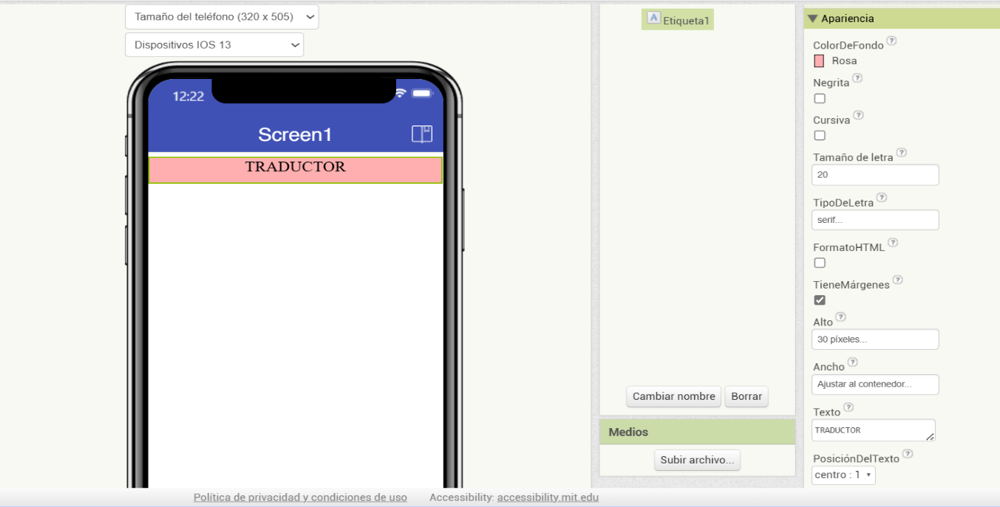 Tamaño del teléfono (320 x 505)
Dispositivos IOS 13
12:22
Screen1
TRADUCTOR
A Etiqueta1
Cambiar nombre Borrar
Medios
Subir archivo...
Apariencia
ColorDeFondo ?
Rosa
Negrita ?
Cursiva ?
Tamaño de letra ?
20
TipoDeLetra ?
serif...
FormatoHTML ?
TieneMárgenes ?
Alto ?
30 píxeles...
Ancho ?
Ajustar al contenedor...
Texto ?
TRADUCTOR
PosiciónDelTexto ?
centro : 1
Política de privacidad y condiciones de uso Accessibility: accessibility.mit.edu